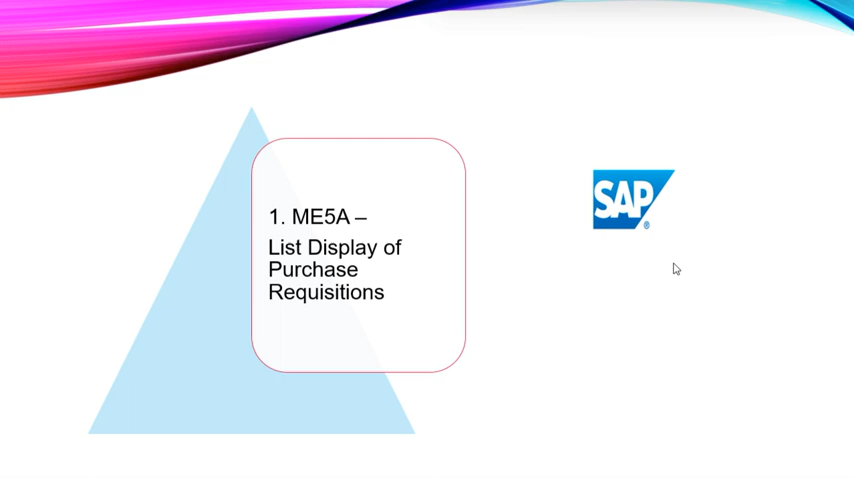 1. ME5A –
List Display of
Purchase
Requisitions
SAP
®